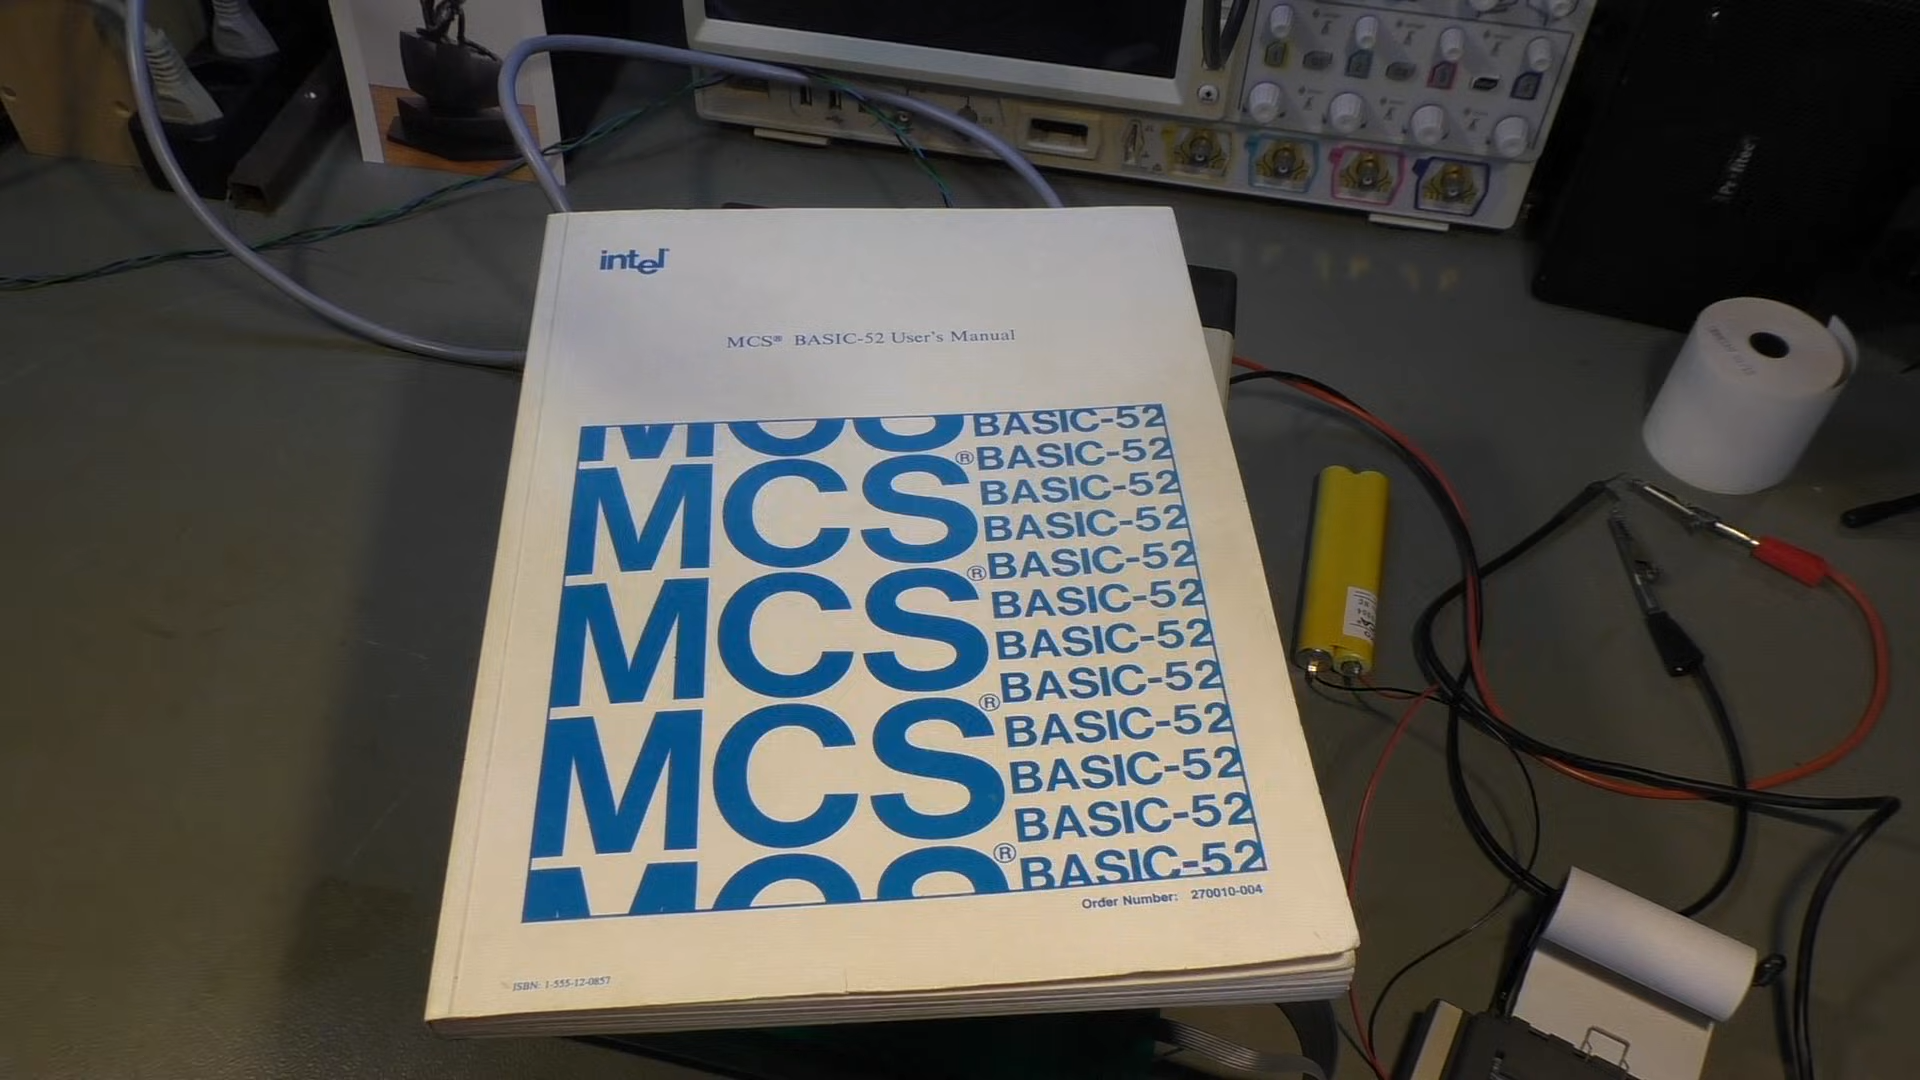 intel
MCS® BASIC-52 User's Manual
MCS BASIC-52
® BASIC-52
MCS BASIC-52
BASIC-52
® BASIC-52
MCS BASIC-52
BASIC-52
® BASIC-52
MCS BASIC-52
BASIC-52
BASIC-52
MCS ® BASIC-52
Order Number: 270010-004
ISBN: 1-555-12-0857